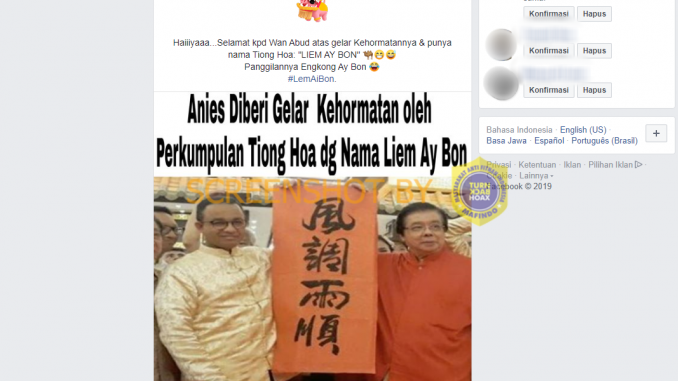 Haiiiyaaa...Selamat kpd Wan Abud atas gelar Kehormatannya & punya
nama Tiong Hoa: "LIEM AY BON"
Panggilannya Engkong Ay Bon
#LemAiBon.
Anies Diberi Gelar Kehormatan oleh
Perkumpulan Tiong Hoa dg Nama Liem Ay Bon
SCREENSHOT BY
風調雨順
Konfirmasi Hapus
Konfirmasi Hapus
Konfirmasi Hapus
Bahasa Indonesia · English (US) ·
Basa Jawa · Español · Português (Brasil)
+
Privasi · Ketentuan · Iklan · Pilihan Iklan ·
Lainnya
Facebook © 2019
TURN
BACK
HOAX
MASYARAKAT ANTI FITNAH
MAFINDO